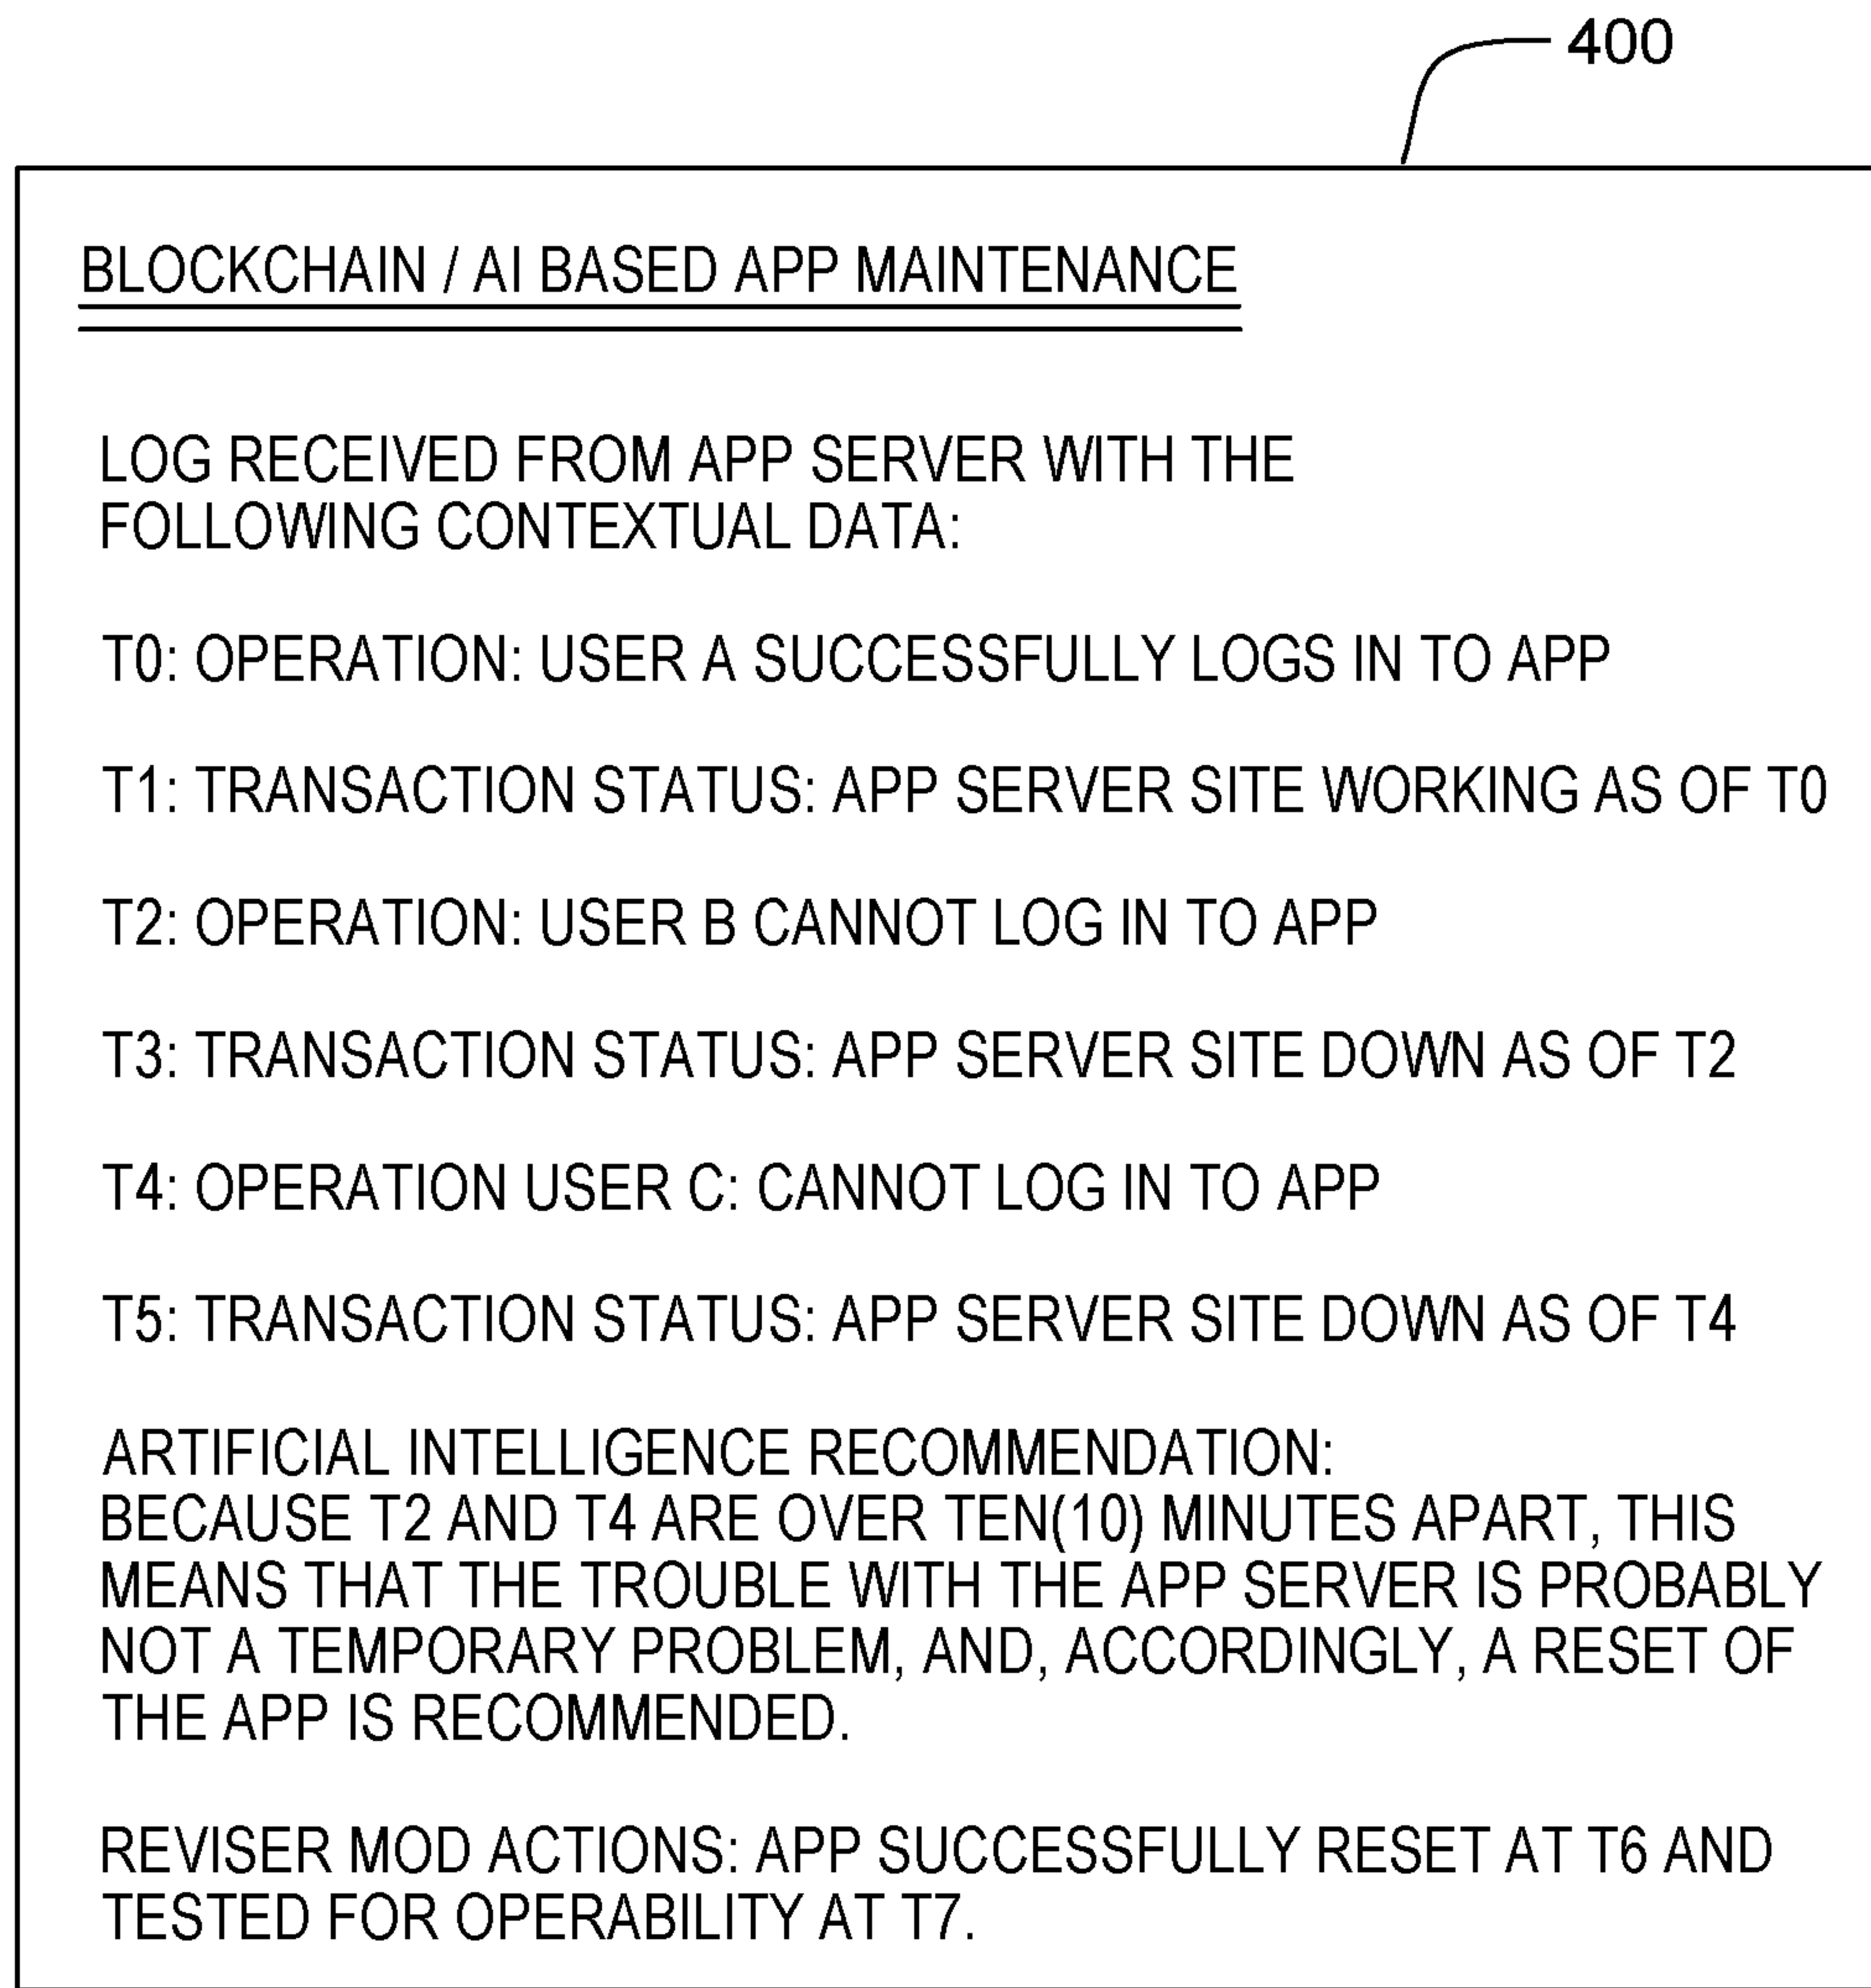 400
BLOCKCHAIN / AI BASED APP MAINTENANCE
LOG RECEIVED FROM APP SERVER WITH THE
FOLLOWING CONTEXTUAL DATA:
T0: OPERATION: USER A SUCCESSFULLY LOGS IN TO APP
T1: TRANSACTION STATUS: APP SERVER SITE WORKING AS OF T0
T2: OPERATION: USER B CANNOT LOG IN TO APP
T3: TRANSACTION STATUS: APP SERVER SITE DOWN AS OF T2
T4: OPERATION USER C: CANNOT LOG IN TO APP
T5: TRANSACTION STATUS: APP SERVER SITE DOWN AS OF T4
ARTIFICIAL INTELLIGENCE RECOMMENDATION:
BECAUSE T2 AND T4 ARE OVER TEN(10) MINUTES APART, THIS
MEANS THAT THE TROUBLE WITH THE APP SERVER IS PROBABLY
NOT A TEMPORARY PROBLEM, AND, ACCORDINGLY, A RESET OF
THE APP IS RECOMMENDED.
REVISER MOD ACTIONS: APP SUCCESSFULLY RESET AT T6 AND
TESTED FOR OPERABILITY AT T7.